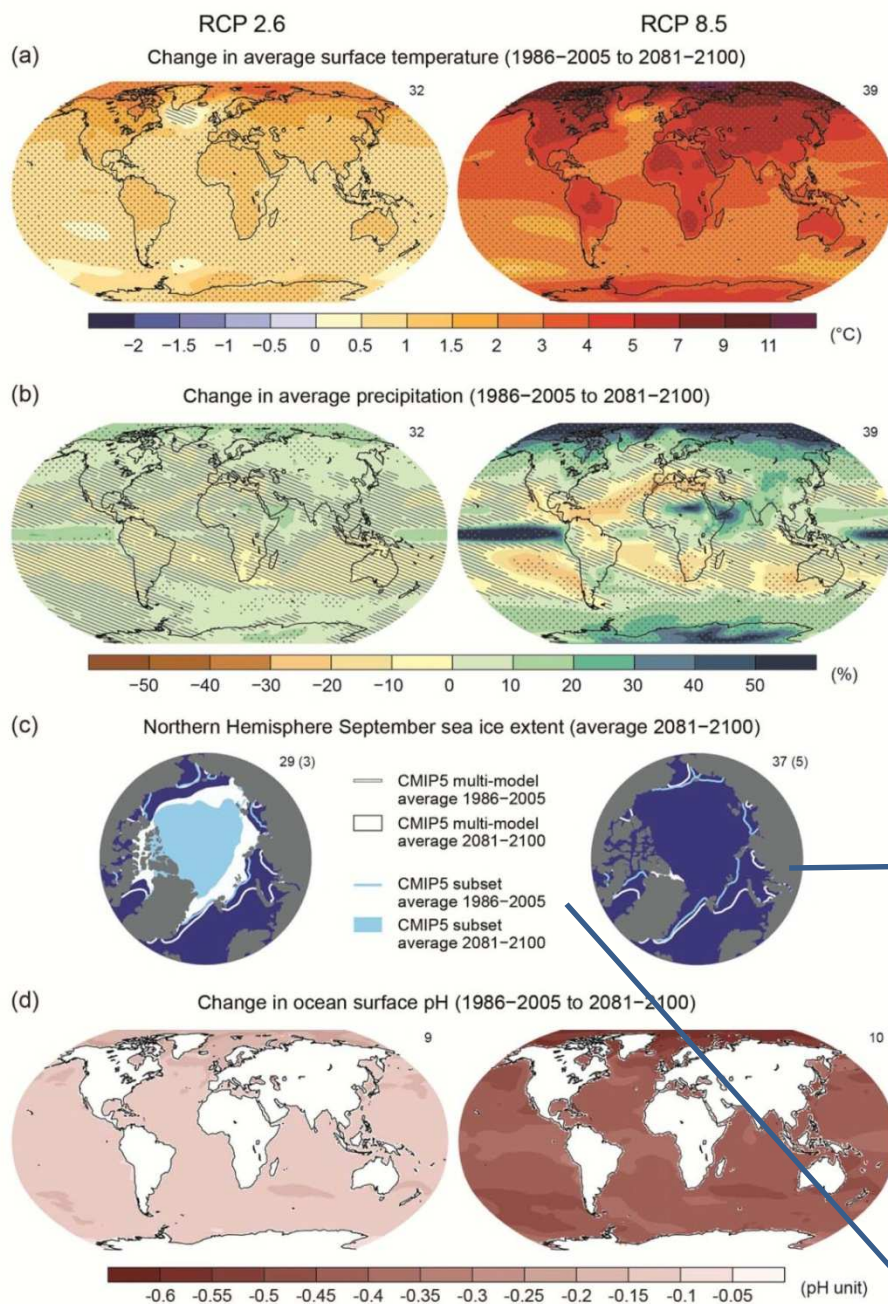 RCP 2.6 RCP 8.5
(a) Change in average surface temperature (1986−2005 to 2081−2100)
32 39
−2 −1.5 −1 −0.5 0 0.5 1 1.5 2 3 4 5 7 9 11 (°C)
(b) Change in average precipitation (1986−2005 to 2081−2100)
32 39
−50 −40 −30 −20 −10 0 10 20 30 40 50 (%)
(c) Northern Hemisphere September sea ice extent (average 2081−2100)
29 (3) 37 (5)
CMIP5 multi-model
average 1986−2005
CMIP5 multi-model
average 2081−2100
CMIP5 subset
average 1986−2005
CMIP5 subset
average 2081−2100
(d) Change in ocean surface pH (1986−2005 to 2081−2100)
9 10
-0.6 -0.55 -0.5 -0.45 -0.4 -0.35 -0.3 -0.25 -0.2 -0.15 -0.1 -0.05 (pH unit)